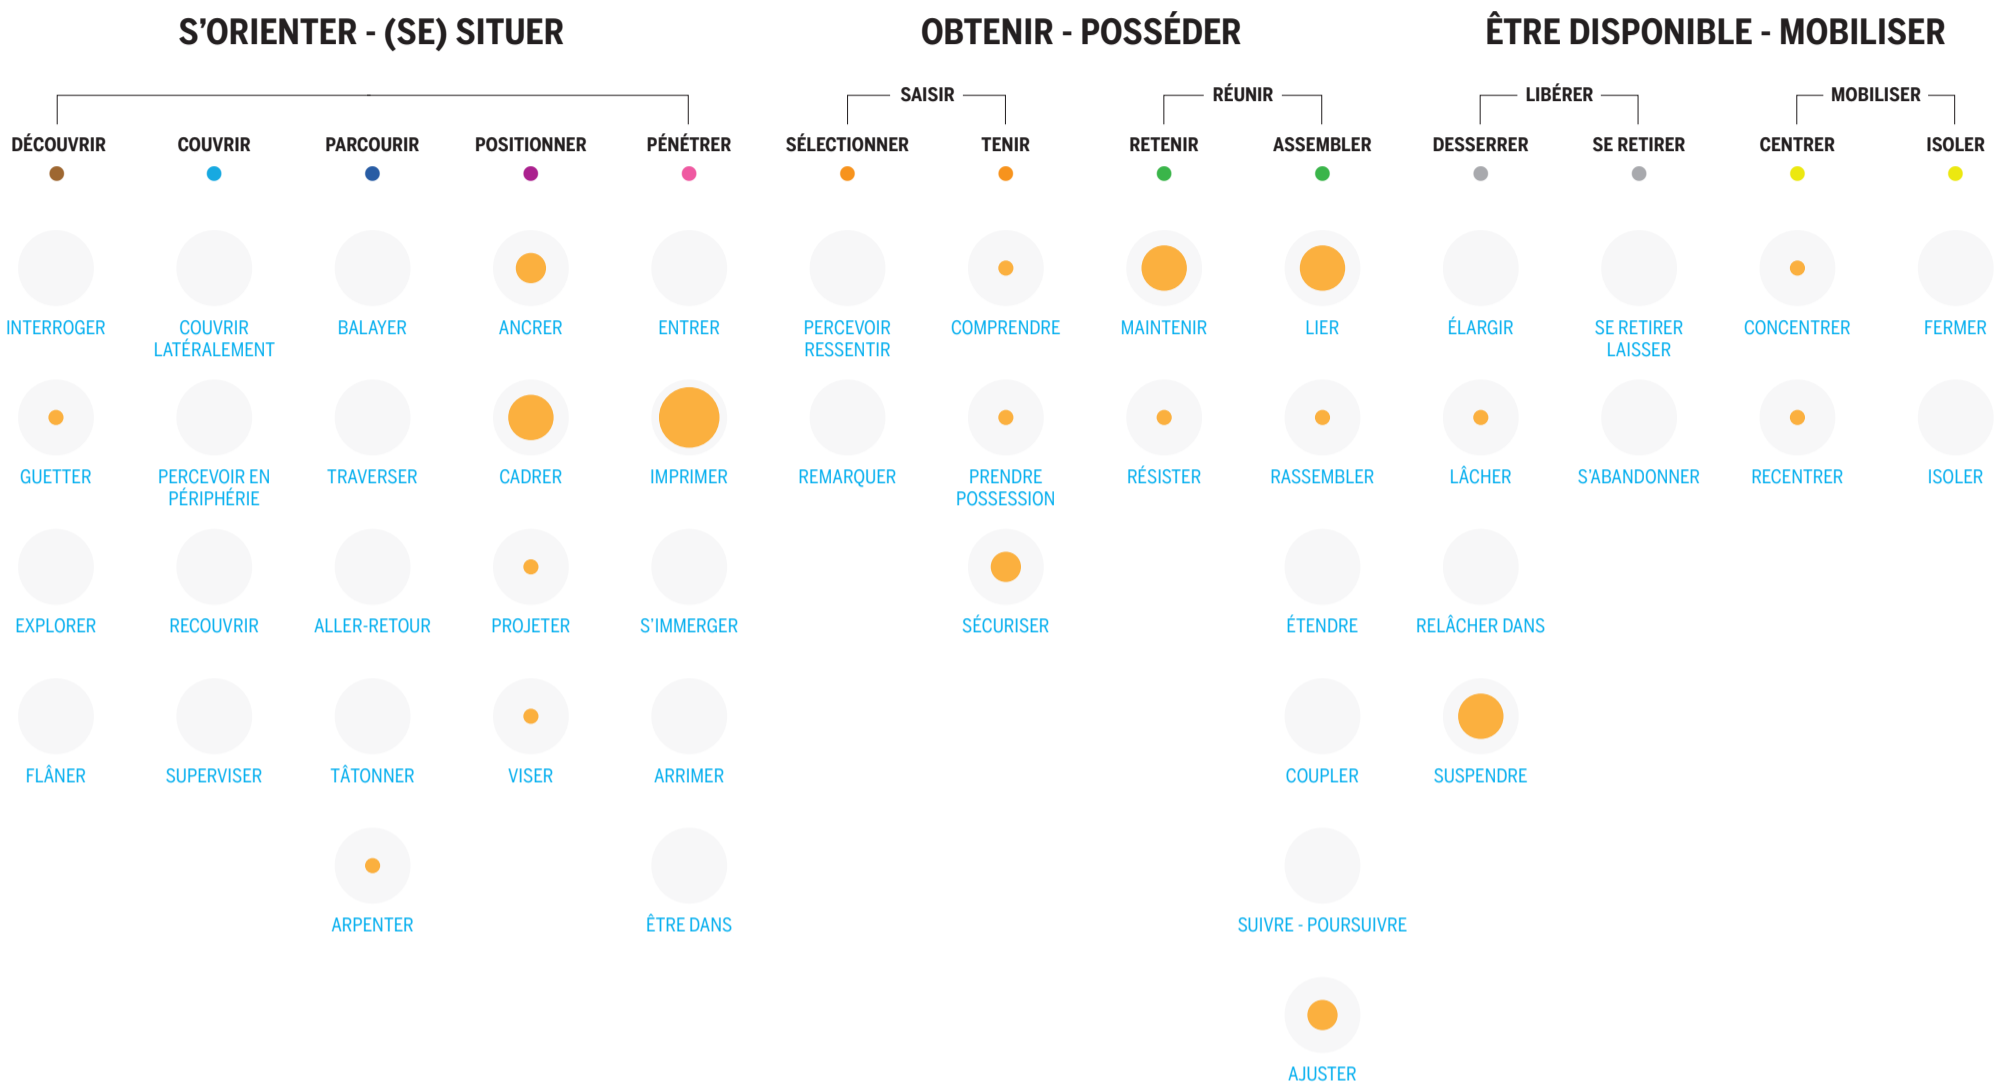 S’ORIENTER - (SE) SITUER
OBTENIR - POSSÉDER
ÊTRE DISPONIBLE - MOBILISER
SAISIR
RÉUNIR
LIBÉRER
MOBILISER
DÉCOUVRIR
COUVRIR
PARCOURIR
POSITIONNER
PÉNÉTRER
SÉLECTIONNER
TENIR
RETENIR
ASSEMBLER
DESSERRER
SE RETIRER
CENTRER
ISOLER
INTERROGER
COUVRIR
LATÉRALEMENT
BALAYER
ANCRER
ENTRER
PERCEVOIR
RESSENTIR
COMPRENDRE
MAINTENIR
LIER
ÉLARGIR
SE RETIRER
LAISSER
CONCENTRER
FERMER
GUETTER
PERCEVOIR EN
PÉRIPHÉRIE
TRAVERSER
CADRER
IMPRIMER
REMARQUER
PRENDRE
POSSESSION
RÉSISTER
RASSEMBLER
LÂCHER
S’ABANDONNER
RECENTRER
ISOLER
EXPLORER
RECOUVRIR
ALLER-RETOUR
PROJETER
S’IMMERGER
SÉCURISER
ÉTENDRE
RELÂCHER DANS
FLÂNER
SUPERVISER
TÂTONNER
VISER
ARRIMER
COUPLER
SUSPENDRE
ARPENTER
ÊTRE DANS
SUIVRE - POURSUIVRE
AJUSTER